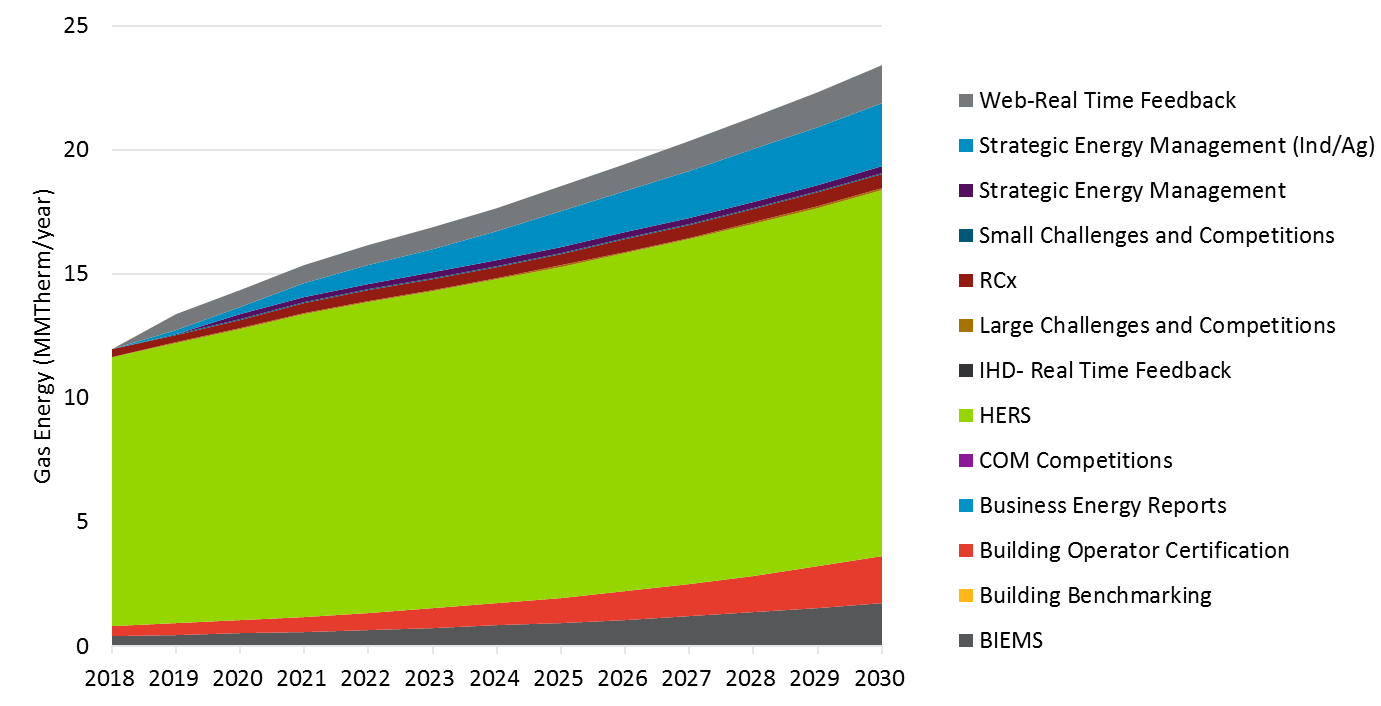 25
20
15
10
5
0
Gas Energy (MMTherm/year)
2018 2019 2020 2021 2022 2023 2024 2025 2026 2027 2028 2029 2030
Web-Real Time Feedback
Strategic Energy Management (Ind/Ag)
Strategic Energy Management
Small Challenges and Competitions
RCx
Large Challenges and Competitions
IHD- Real Time Feedback
HERS
COM Competitions
Business Energy Reports
Building Operator Certification
Building Benchmarking
BIEMS